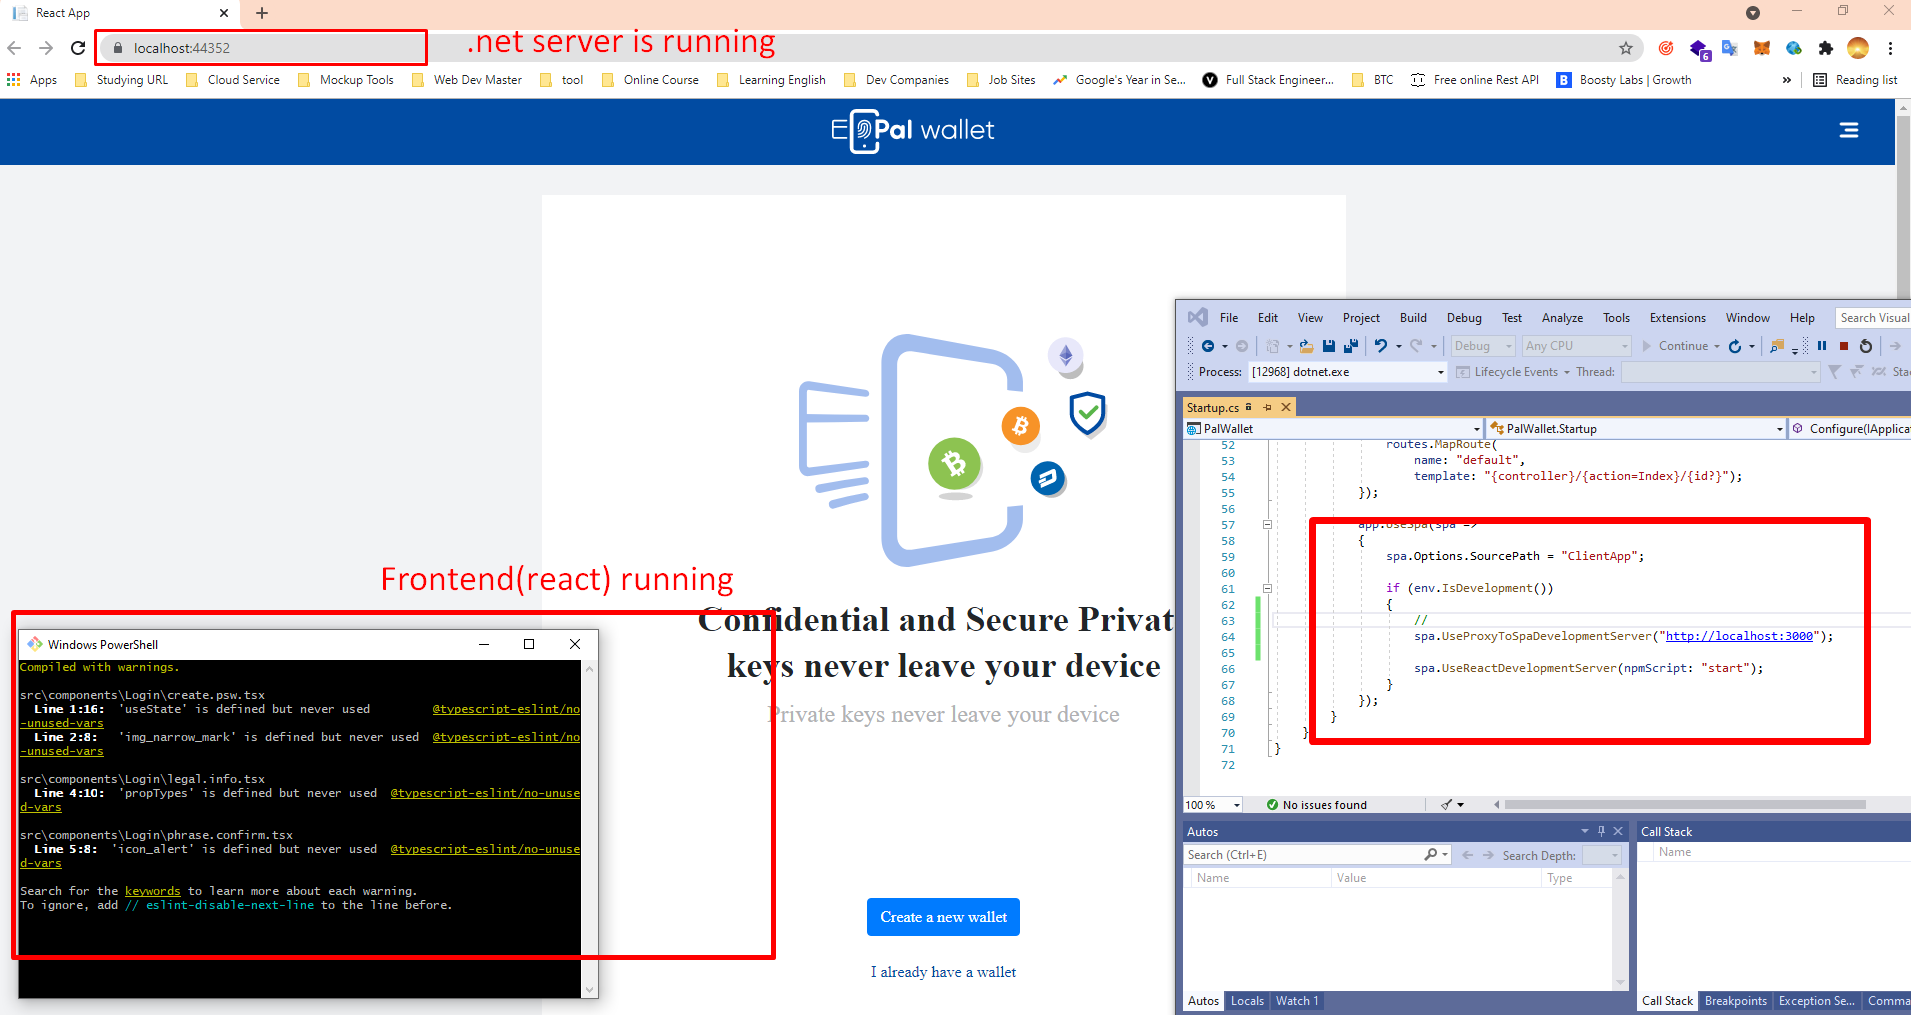 React App
localhost:44352
.net server is running
6
Apps
Studying URL
Cloud Service
Mockup Tools
Web Dev Master
tool
Online Course
Learning English
Dev Companies
Job Sites
Google's Year in Se...
Full Stack Engineer...
BTC
Free online Rest API
B
Boosty Labs | Growth
»
Reading list
E Pal wallet
Confidential and Secure Privat
keys never leave your device
Private keys never leave your device
Create a new wallet
I already have a wallet
Frontend(react) running
Windows PowerShell
Compiled with warnings.
src\components\Login\create.psw.tsx
Line 1:16: 'useState' is defined but never used @typescript-eslint/no
-unused-vars
Line 2:8: 'img_narrow_mark' is defined but never used @typescript-eslint/no
-unused-vars
src\components\Login\legal.info.tsx
Line 4:10: 'propTypes' is defined but never used @typescript-eslint/no-unuse
d-vars
src\components\Login\phrase.confirm.tsx
Line 5:8: 'icon_alert' is defined but never used @typescript-eslint/no-unuse
d-vars
Search for the keywords to learn more about each warning.
To ignore, add // eslint-disable-next-line to the line before.
File Edit View Project Build Debug Test Analyze Tools Extensions Window Help Search Visual
Debug Any CPU Continue
Process: [12968] dotnet.exe Lifecycle Events Thread: Stac
Startup.cs
PalWallet PalWallet.Startup Configure(IApplicat
52 routes.MapRoute(
53 name: "default",
54 template: "{controller}/{action=Index}/{id?}");
55 });
56
57 app.UseSpa(spa =>
58 {
59 spa.Options.SourcePath = "ClientApp";
60
61 if (env.IsDevelopment())
62 {
63 //
64 spa.UseProxyToSpaDevelopmentServer("http://localhost:3000");
65
66 spa.UseReactDevelopmentServer(npmScript: "start");
67 }
68 });
69 }
70 }
71 }
72
100 % No issues found
Autos
Search (Ctrl+E) Search Depth:
Name Value Type
Autos Locals Watch 1
Call Stack
Name
Call Stack Breakpoints Exception Se... Comma